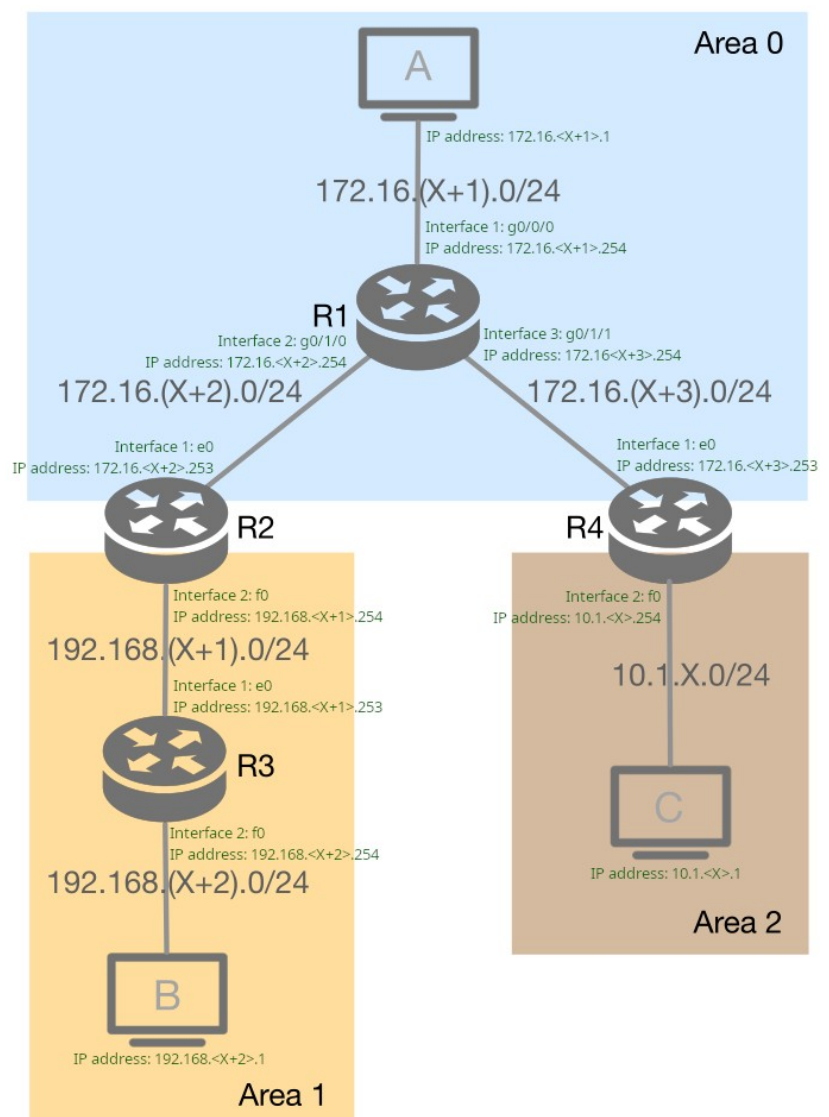 Area 0
A
IP address: 172.16.<X+1>.1
172.16.(X+1).0/24
Interface 1: g0/0/0
IP address: 172.16.<X+1>.254
R1
Interface 2: g0/1/0
IP address: 172.16.<X+2>.254
Interface 3: g0/1/1
IP address: 172.16<X+3>.254
172.16.(X+2).0/24
172.16.(X+3).0/24
Interface 1: e0
IP address: 172.16.<X+2>.253
Interface 1: e0
IP address: 172.16.<X+3>.253
R2
R4
Interface 2: f0
IP address: 192.168.<X+1>.254
Interface 2: f0
IP address: 10.1.<X>.254
192.168.(X+1).0/24
10.1.X.0/24
Interface 1: e0
IP address: 192.168.<X+1>.253
R3
C
Interface 2: f0
IP address: 192.168.<X+2>.254
IP address: 10.1.<X>.1
192.168.(X+2).0/24
Area 2
B
IP address: 192.168.<X+2>.1
Area 1